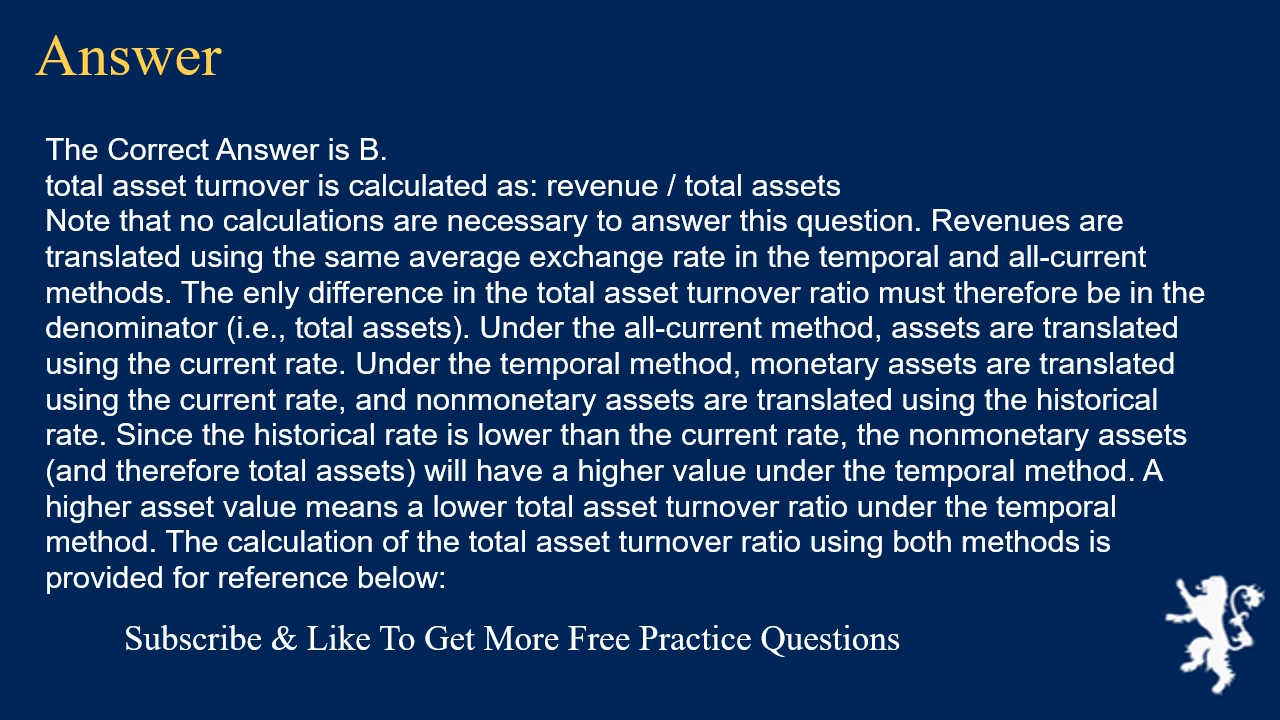 Answer
The Correct Answer is B.
total asset turnover is calculated as: revenue / total assets
Note that no calculations are necessary to answer this question. Revenues are
translated using the same average exchange rate in the temporal and all-current
methods. The enly difference in the total asset turnover ratio must therefore be in the
denominator (i.e., total assets). Under the all-current method, assets are translated
using the current rate. Under the temporal method, monetary assets are translated
using the current rate, and nonmonetary assets are translated using the historical
rate. Since the historical rate is lower than the current rate, the nonmonetary assets
(and therefore total assets) will have a higher value under the temporal method. A
higher asset value means a lower total asset turnover ratio under the temporal
method. The calculation of the total asset turnover ratio using both methods is
provided for reference below:
Subscribe & Like To Get More Free Practice Questions